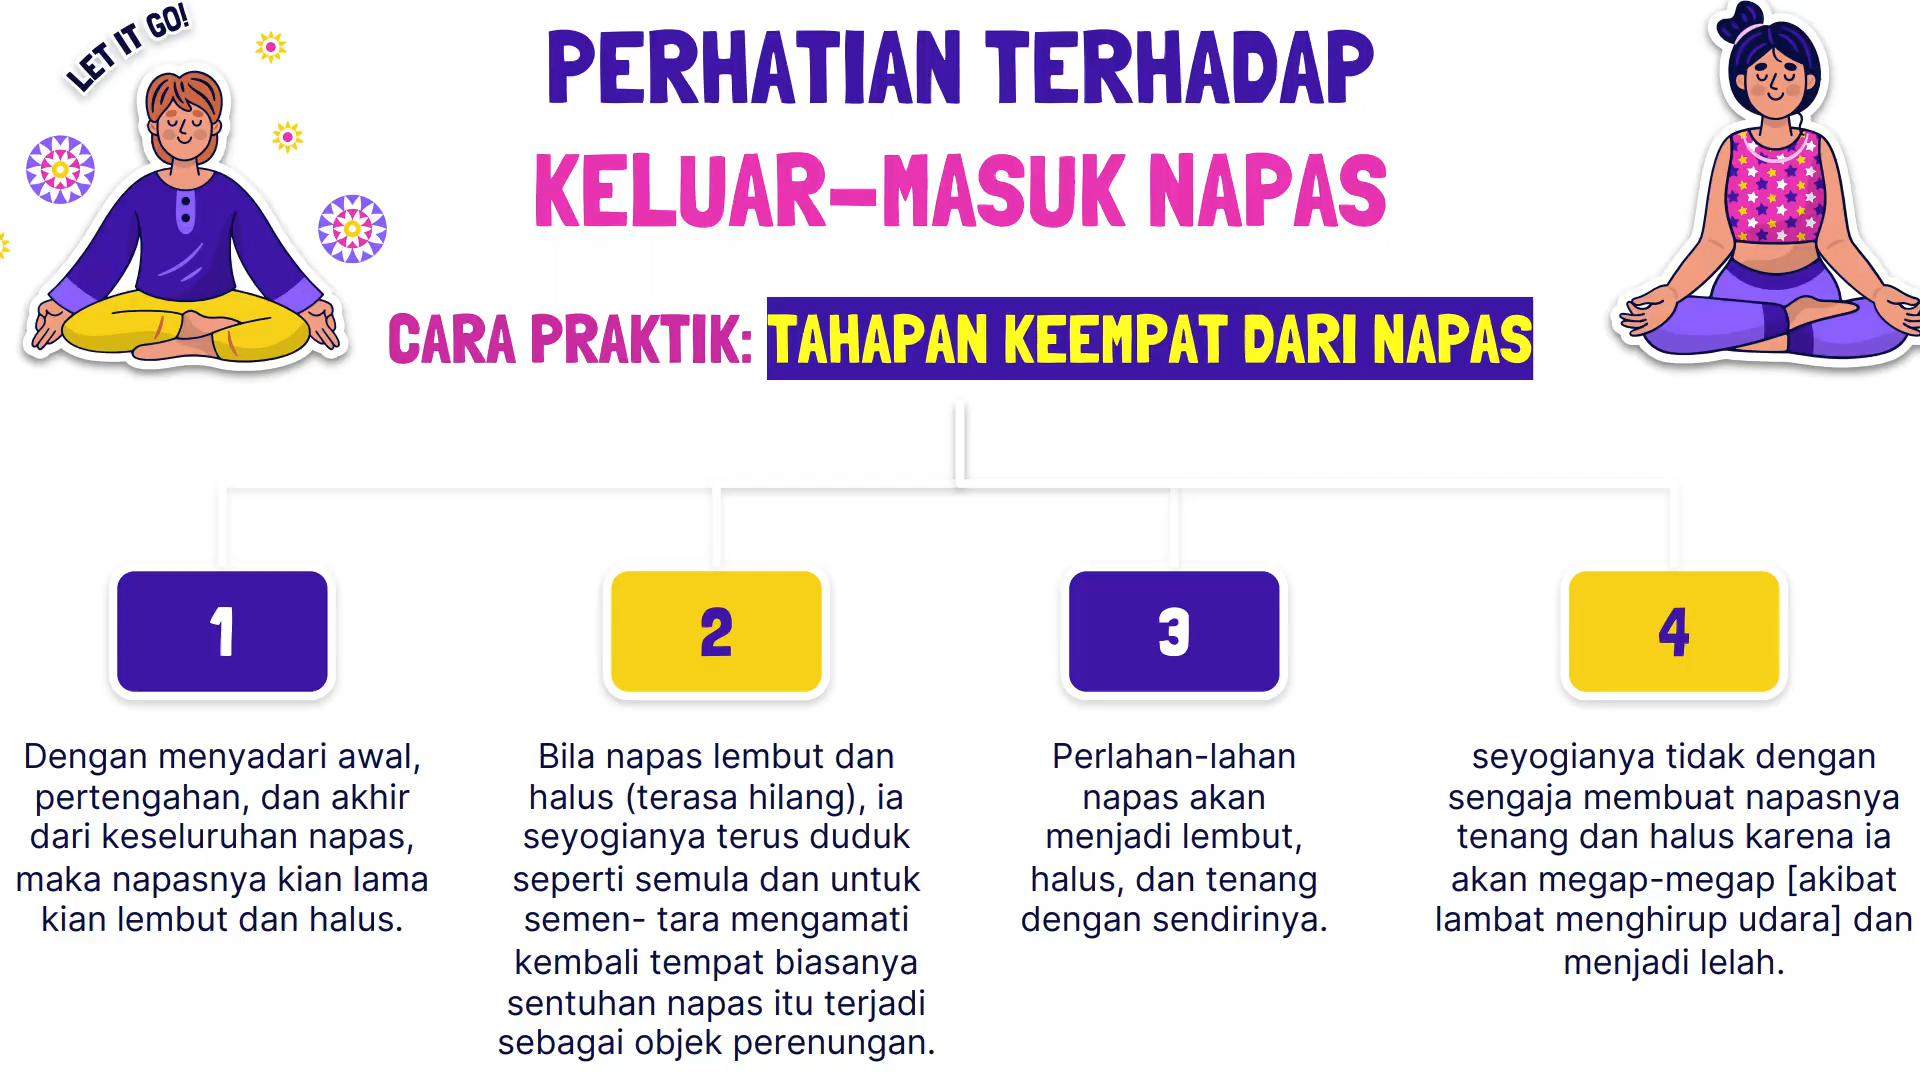 LET IT GO!
PERHATIAN TERHADAP
KELUAR-MASUK NAPAS
CARA PRAKTIK: TAHAPAN KEEMPAT DARI NAPAS
1
Dengan menyadari awal,
pertengahan, dan akhir
dari keseluruhan napas,
maka napasnya kian lama
kian lembut dan halus.
2
Bila napas lembut dan
halus (terasa hilang), ia
seyogianya terus duduk
seperti semula dan untuk
semen- tara mengamati
kembali tempat biasanya
sentuhan napas itu terjadi
sebagai objek perenungan.
3
Perlahan-lahan
napas akan
menjadi lembut,
halus, dan tenang
dengan sendirinya.
4
seyogianya tidak dengan
sengaja membuat napasnya
tenang dan halus karena ia
akan megap-megap [akibat
lambat menghirup udara] dan
menjadi lelah.